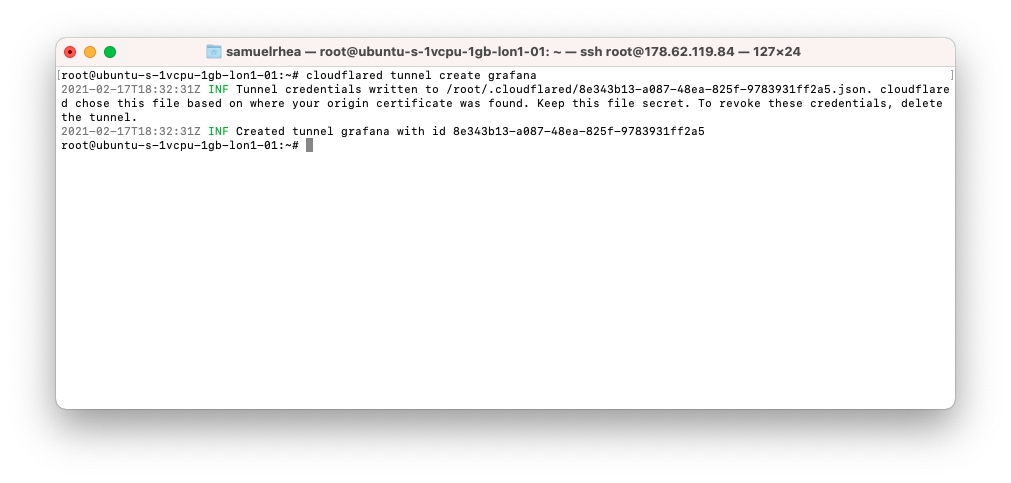 samuelrhea — root@ubuntu-s-1vcpu-1gb-lon1-01: ~ — ssh root@178.62.119.84 — 127×24
[root@ubuntu-s-1vcpu-1gb-lon1-01:~# cloudflared tunnel create grafana ]
2021-02-17T18:32:31Z INF Tunnel credentials written to /root/.cloudflared/8e343b13-a087-48ea-825f-9783931ff2a5.json. cloudflare
d chose this file based on where your origin certificate was found. Keep this file secret. To revoke these credentials, delete
the tunnel.
2021-02-17T18:32:31Z INF Created tunnel grafana with id 8e343b13-a087-48ea-825f-9783931ff2a5
root@ubuntu-s-1vcpu-1gb-lon1-01:~#